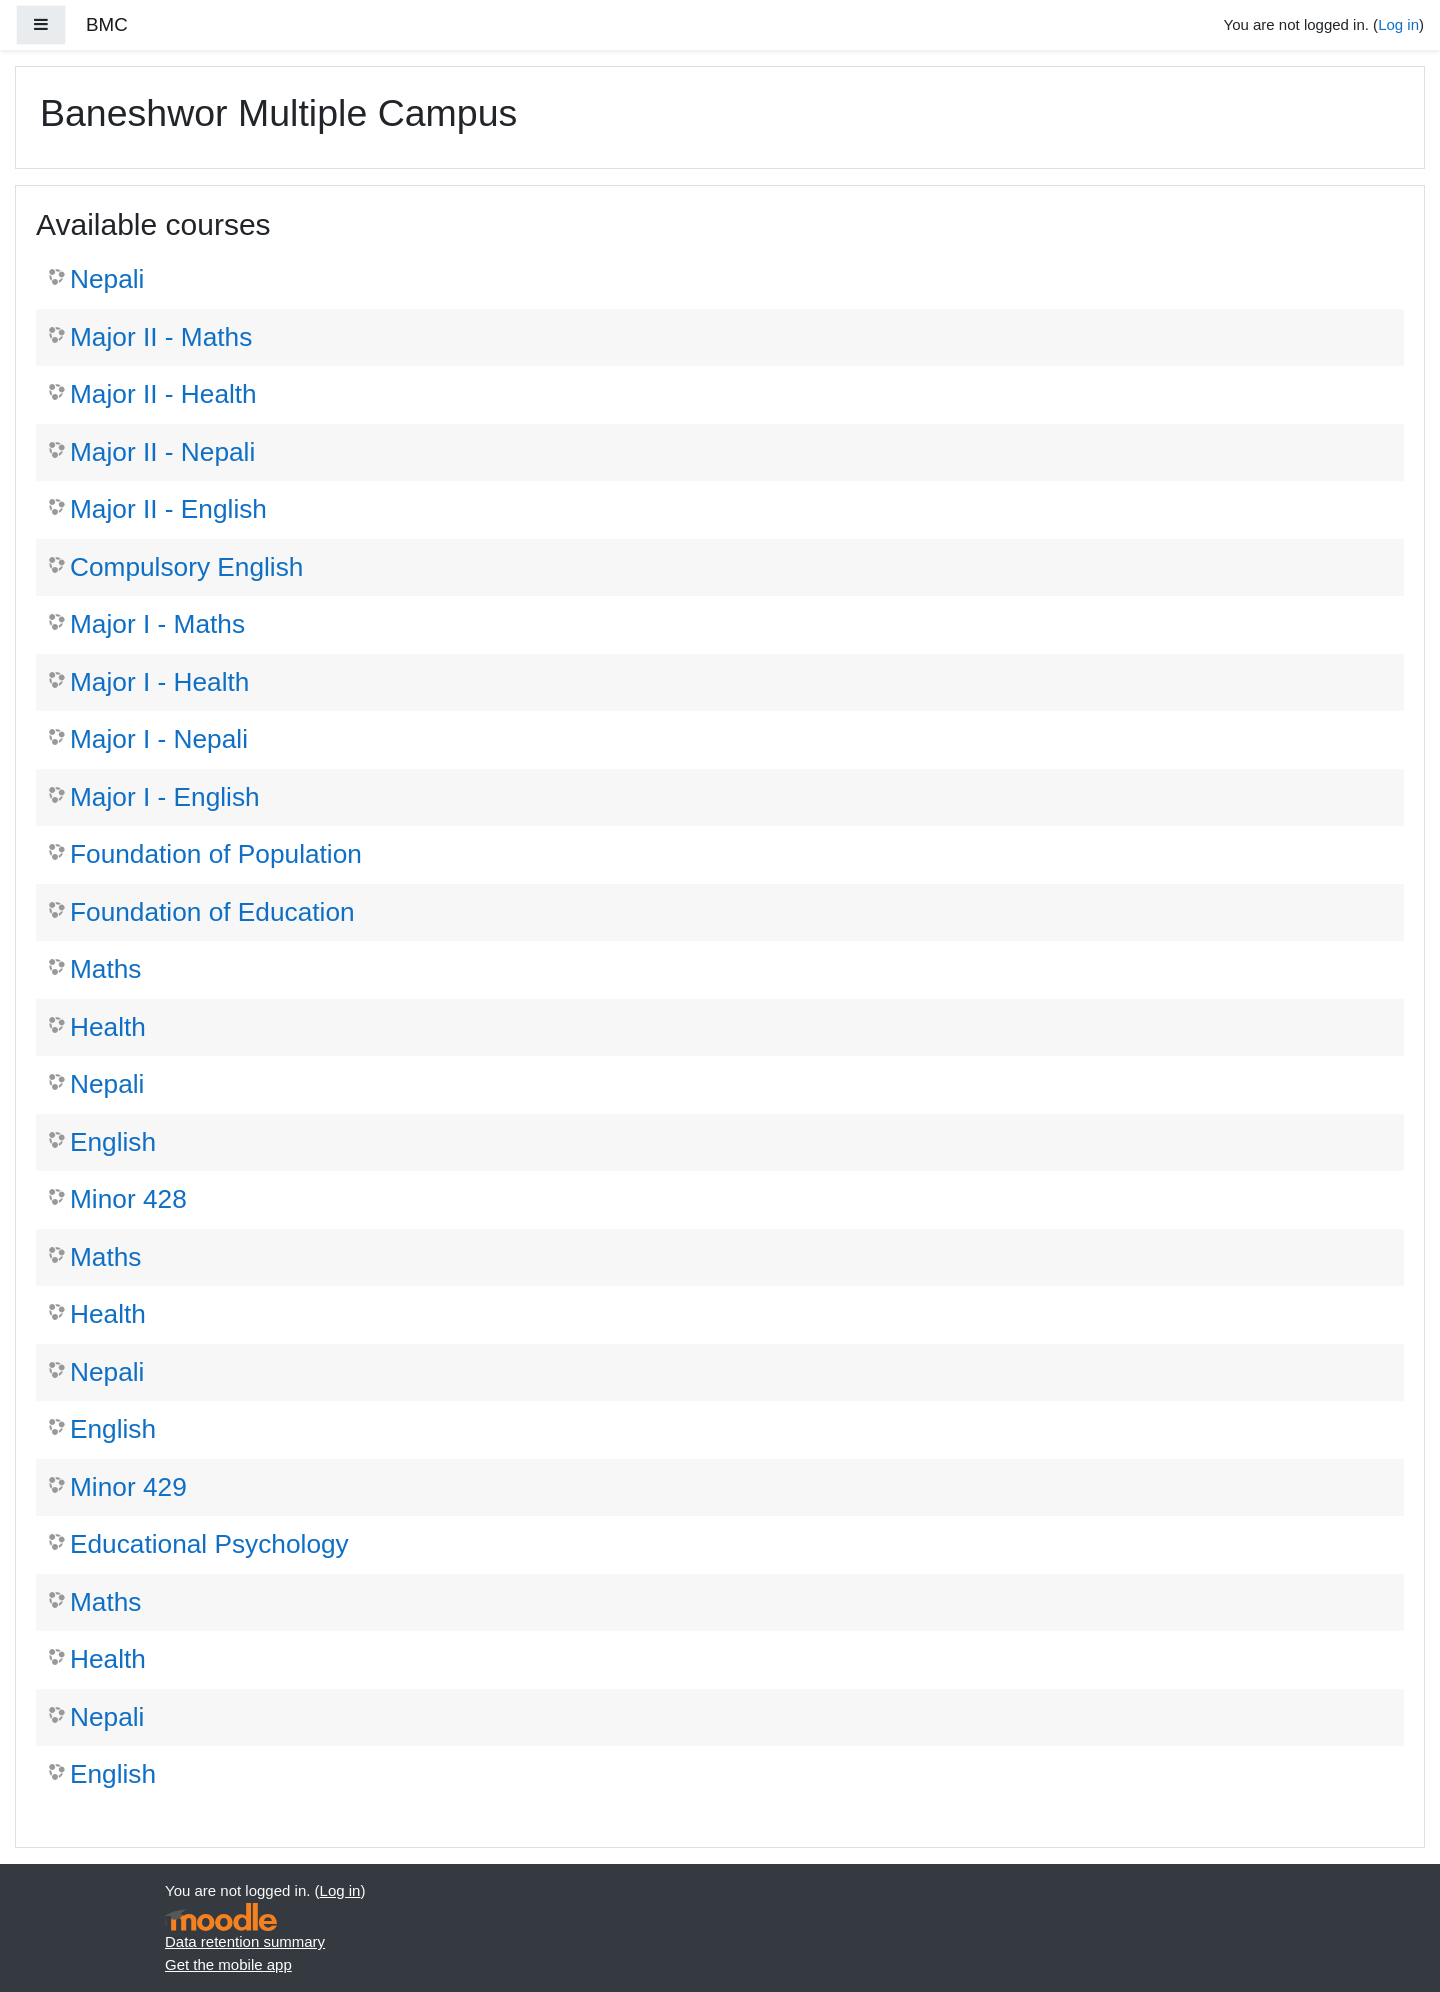 BMC
You are not logged in. (Log in)
Baneshwor Multiple Campus
Available courses
Nepali
Major II - Maths
Major II - Health
Major II - Nepali
Major II - English
Compulsory English
Major I - Maths
Major I - Health
Major I - Nepali
Major I - English
Foundation of Population
Foundation of Education
Maths
Health
Nepali
English
Minor 428
Maths
Health
Nepali
English
Minor 429
Educational Psychology
Maths
Health
Nepali
English
You are not logged in. (Log in)
moodle
Data retention summary
Get the mobile app